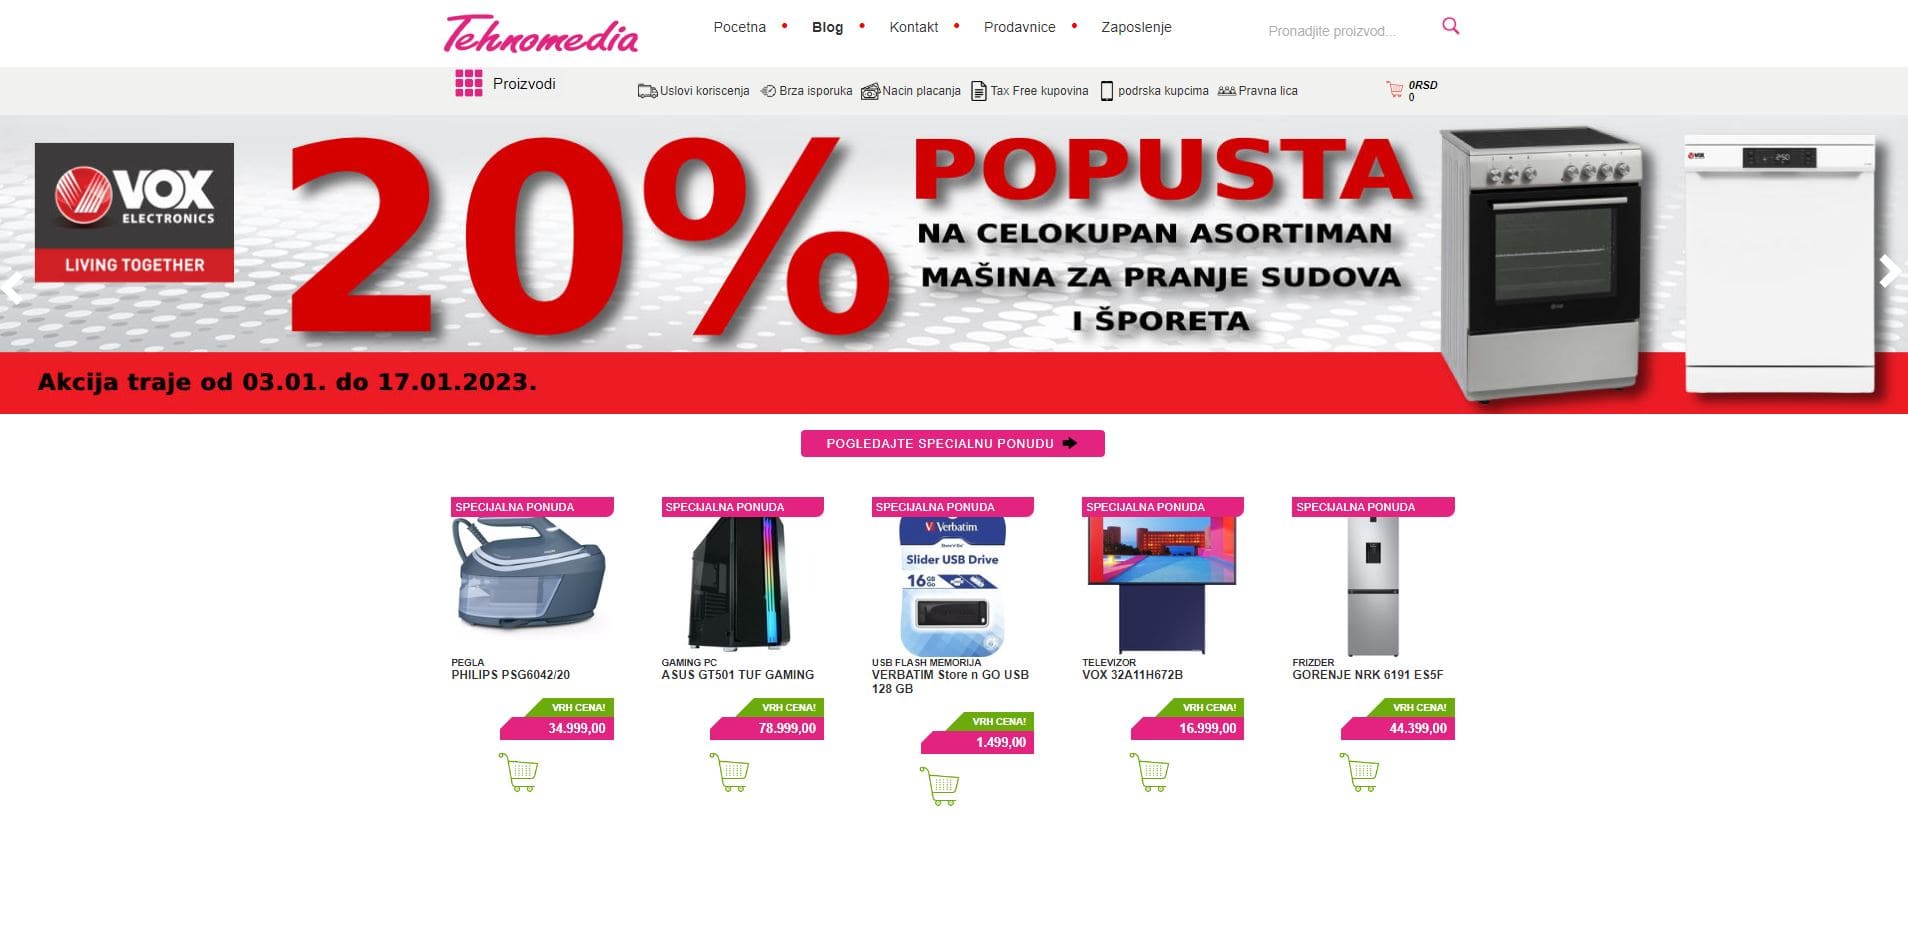 Tehnomedia
Pocetna
Blog
Kontakt
Prodavnice
Zaposlenje
Pronadjite proizvod...
Proizvodi
Uslovi koriscenja
Brza isporuka
Nacin placanja
Tax Free kupovina
podrska kupcima
Pravna lica
0RSD
0
VOX
ELECTRONICS
LIVING TOGETHER
20%
POPUSTA
NA CELOKUPAN ASORTIMAN
MAŠINA ZA PRANJE SUDOVA
I ŠPORETA
Akcija traje od 03.01. do 17.01.2023.
POGLEDAJTE SPECIALNU PONUDU
SPECIJALNA PONUDA
PEGLA
PHILIPS PSG6042/20
VRH CENA!
34.999,00
SPECIJALNA PONUDA
GAMING PC
ASUS GT501 TUF GAMING
VRH CENA!
78.999,00
SPECIJALNA PONUDA
Verbatim
Slider USB Drive
16GB
USB FLASH MEMORIJA
VERBATIM Store n GO USB
128 GB
VRH CENA!
1.499,00
SPECIJALNA PONUDA
TELEVIZOR
VOX 32A11H672B
VRH CENA!
16.999,00
SPECIJALNA PONUDA
FRIZDER
GORENJE NRK 6191 ES5F
VRH CENA!
44.399,00